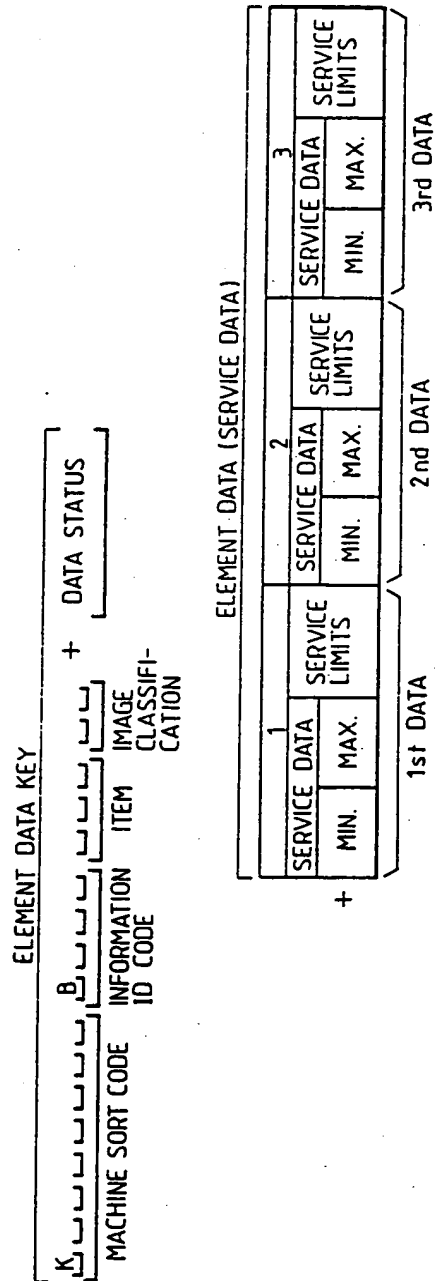 ELEMENT DATA KEY
K
B
MACHINE SORT CODE
INFORMATION
ID CODE
ITEM
IMAGE
CLASSIFI-
CATION
+
DATA STATUS
ELEMENT DATA (SERVICE DATA)
+
1
SERVICE DATA
MIN.
MAX.
SERVICE
LIMITS
1st DATA
2
SERVICE DATA
MIN.
MAX.
SERVICE
LIMITS
2nd DATA
3
SERVICE DATA
MIN.
MAX.
SERVICE
LIMITS
3rd DATA